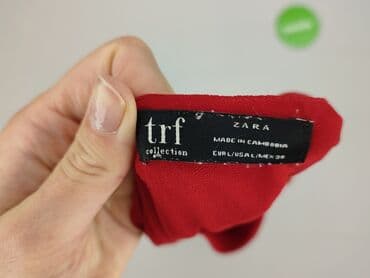 trf
collection
ZARA
MADE IN CAMBODIA
EUR L/USA L/MEX 30